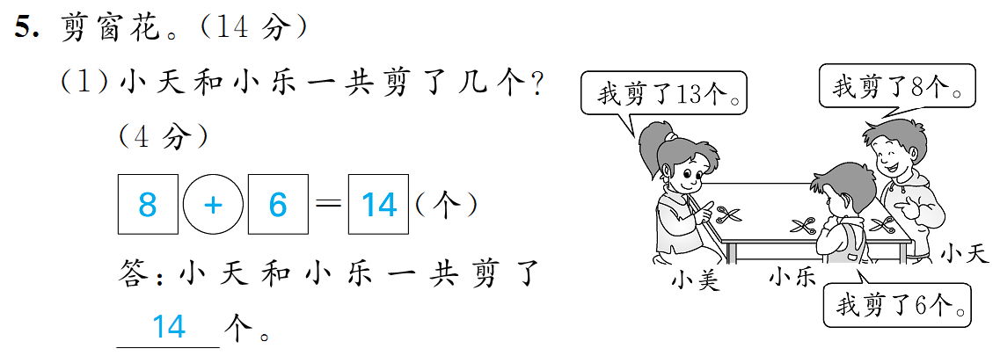 5. 剪窗花。(14 分)
(1)小天和小乐一共剪了几个?
(4 分)
8 + 6 = 14 (个)
答:小天和小乐一共剪了
14 个。
我剪了13个。
我剪了8个。
小美
小乐
小天
我剪了6个。